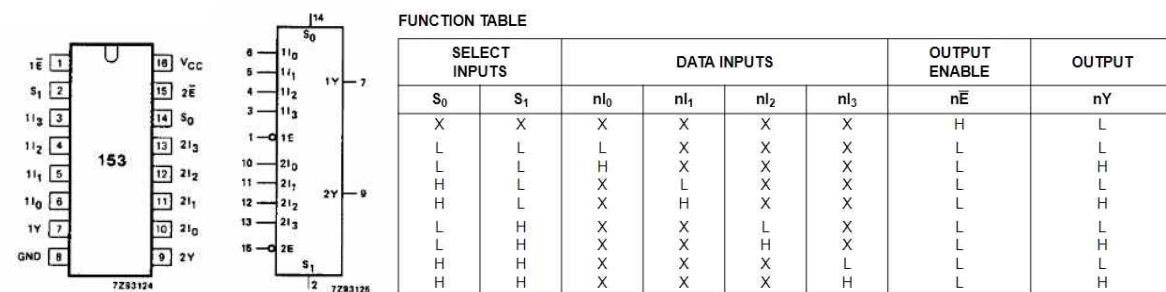 1E̅ 1
S₁ 2
1I₃ 3
1I₂ 4
1I₁ 5
1I₀ 6
1Y 7
GND 8
153
16 VCC
15 2E̅
14 S₀
13 2I₃
12 2I₂
11 2I₁
10 2I₀
9 2Y
7Z93124
14
S₀
6 1I₀
5 1I₁
4 1I₂
3 1I₃
1 1E
10 2I₀
11 2I₁
12 2I₂
13 2I₃
15 2E
1Y 7
2Y 9
S₁
2
7Z93125
FUNCTION TABLE
SELECT INPUTS DATA INPUTS OUTPUT ENABLE OUTPUT
S₀ S₁ nI₀ nI₁ nI₂ nI₃ nE̅ nY
X X X X X X H L
L L L X X X L L
L L H X X X L H
H L X L X X L L
H L X H X X L H
L H X X L X L L
L H X X H X L H
H H X X X L L L
H H X X X H L H